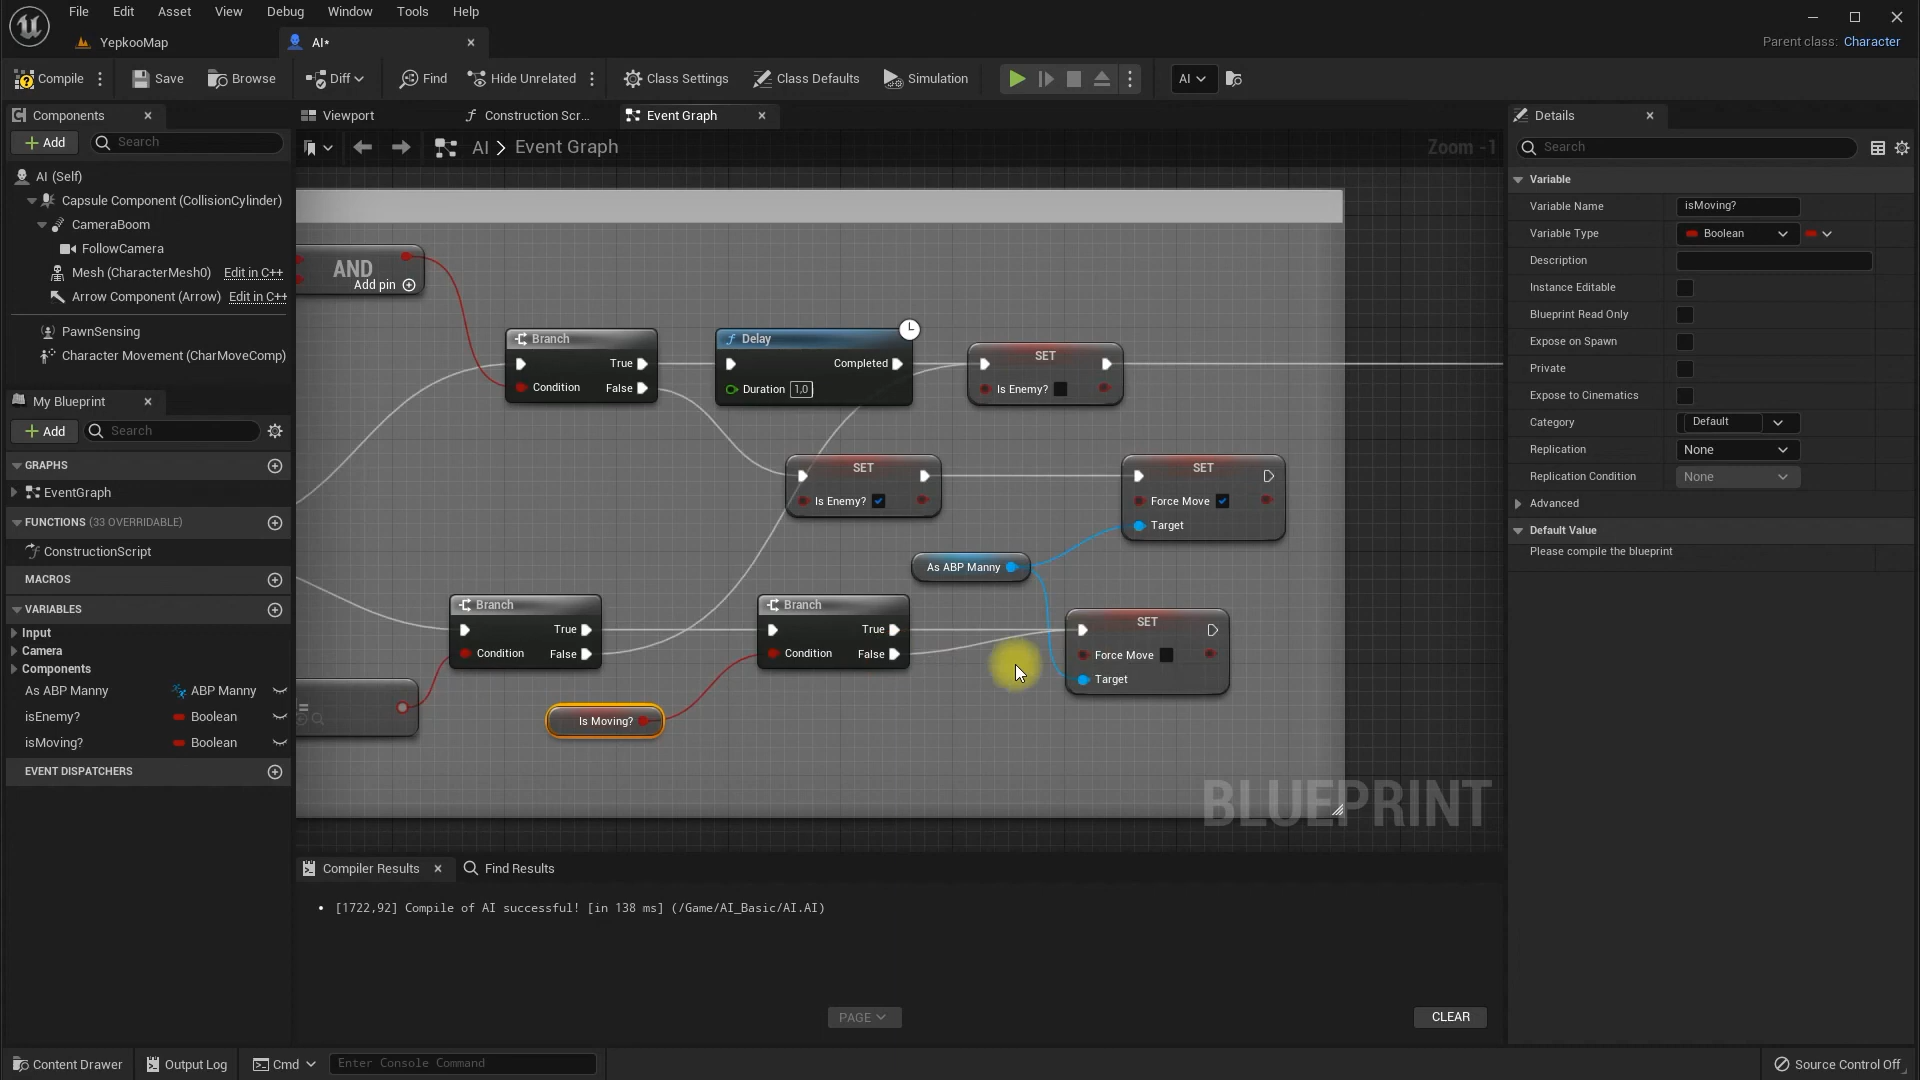 File Edit Asset View Debug Window Tools Help
YepkooMap
AI*
Parent class: Character
Compile
Save
Browse
Diff
Find
Hide Unrelated
Class Settings
Class Defaults
Simulation
AI
Components
Add
Search
AI (Self)
Capsule Component (CollisionCylinder)
CameraBoom
FollowCamera
Mesh (CharacterMesh0) Edit in C++
Arrow Component (Arrow) Edit in C++
PawnSensing
Character Movement (CharMoveComp)
My Blueprint
Add
Search
GRAPHS
EventGraph
FUNCTIONS (33 OVERRIDABLE)
ConstructionScript
MACROS
VARIABLES
Input
Camera
Components
As ABP Manny ABP Manny
isEnemy? Boolean
isMoving? Boolean
EVENT DISPATCHERS
Viewport
Construction Scr...
Event Graph
AI > Event Graph
Zoom -1
AND
Add pin
Branch
True
Condition False
Delay
Completed
Duration 1,0
SET
Is Enemy?
SET
Is Enemy?
SET
Force Move
Target
As ABP Manny
Branch
True
Condition False
Branch
True
Condition False
SET
Force Move
Target
Is Moving?
BLUEPRINT
Compiler Results
Find Results
[1722,92] Compile of AI successful! [in 138 ms] (/Game/AI_Basic/AI.AI)
PAGE
CLEAR
Details
Search
Variable
Variable Name isMoving?
Variable Type Boolean
Description
Instance Editable
Blueprint Read Only
Expose on Spawn
Private
Expose to Cinematics
Category Default
Replication None
Replication Condition None
Advanced
Default Value
Please compile the blueprint
Content Drawer
Output Log
Cmd
Enter Console Command
Source Control Off